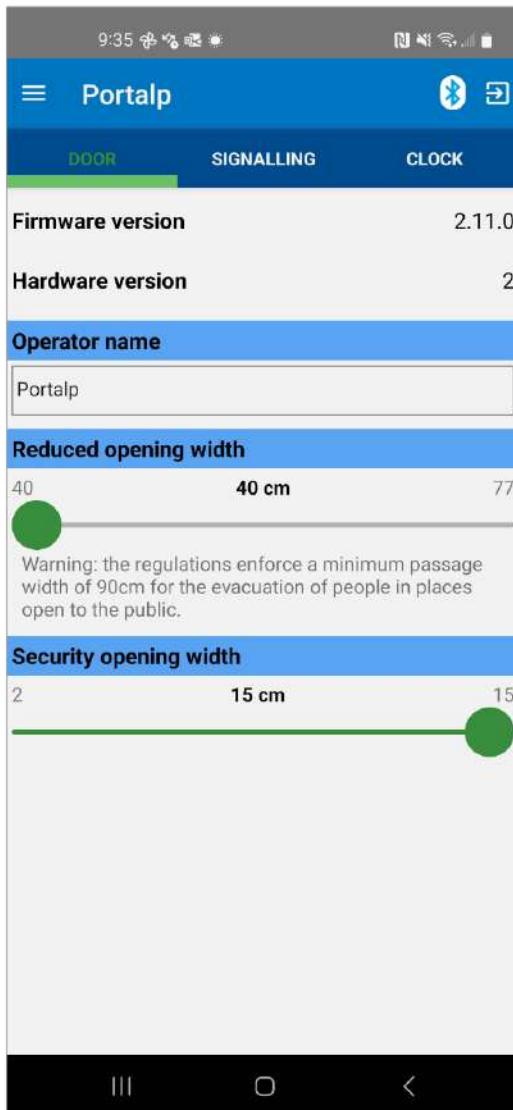 9:35
Portalp
DOOR SIGNALLING CLOCK
Firmware version 2.11.0
Hardware version 2
Operator name
Portalp
Reduced opening width
40 40 cm 77
Warning: the regulations enforce a minimum passage
width of 90cm for the evacuation of people in places
open to the public.
Security opening width
2 15 cm 15